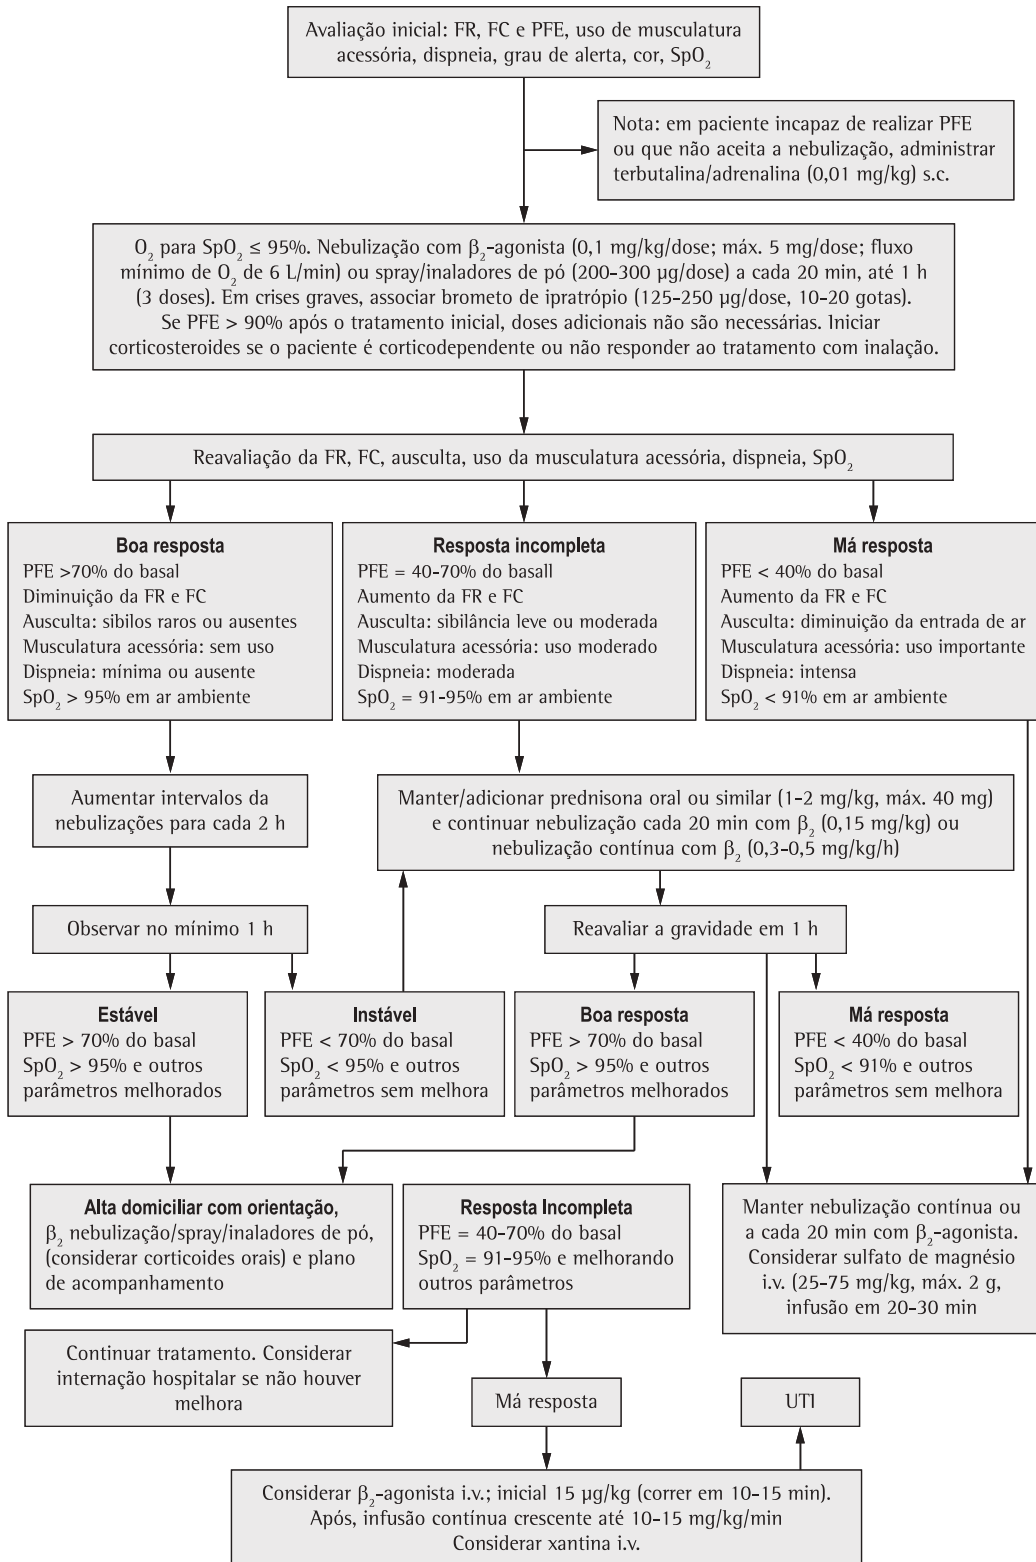 Avaliação inicial: FR, FC e PFE, uso de musculatura
acessória, dispneia, grau de alerta, cor, SpO₂
Nota: em paciente incapaz de realizar PFE
ou que não aceita a nebulização, administrar
terbutalina/adrenalina (0,01 mg/kg) s.c.
O₂ para SpO₂ ≤ 95%. Nebulização com β₂-agonista (0,1 mg/kg/dose; máx. 5 mg/dose; fluxo
mínimo de O₂ de 6 L/min) ou spray/inaladores de pó (200-300 µg/dose) a cada 20 min, até 1 h
(3 doses). Em crises graves, associar brometo de ipratrópio (125-250 µg/dose, 10-20 gotas).
Se PFE > 90% após o tratamento inicial, doses adicionais não são necessárias. Iniciar
corticosteroides se o paciente é corticodependente ou não responder ao tratamento com inalação.
Reavaliação da FR, FC, ausculta, uso da musculatura acessória, dispneia, SpO₂
Boa resposta
PFE >70% do basal
Diminuição da FR e FC
Ausculta: sibilos raros ou ausentes
Musculatura acessória: sem uso
Dispneia: mínima ou ausente
SpO₂ > 95% em ar ambiente
Resposta incompleta
PFE = 40-70% do basall
Aumento da FR e FC
Ausculta: sibilância leve ou moderada
Musculatura acessória: uso moderado
Dispneia: moderada
SpO₂ = 91-95% em ar ambiente
Má resposta
PFE < 40% do basal
Aumento da FR e FC
Ausculta: diminuição da entrada de ar
Musculatura acessória: uso importante
Dispneia: intensa
SpO₂ < 91% em ar ambiente
Aumentar intervalos da
nebulizações para cada 2 h
Manter/adicionar prednisona oral ou similar (1-2 mg/kg, máx. 40 mg)
e continuar nebulização cada 20 min com β₂ (0,15 mg/kg) ou
nebulização contínua com β₂ (0,3-0,5 mg/kg/h)
Observar no mínimo 1 h
Reavaliar a gravidade em 1 h
Estável
PFE > 70% do basal
SpO₂ > 95% e outros
parâmetros melhorados
Instável
PFE < 70% do basal
SpO₂ < 95% e outros
parâmetros sem melhora
Boa resposta
PFE > 70% do basal
SpO₂ > 95% e outros
parâmetros melhorados
Má resposta
PFE < 40% do basal
SpO₂ < 91% e outros
parâmetros sem melhora
Alta domiciliar com orientação,
β₂ nebulização/spray/inaladores de pó,
(considerar corticoides orais) e plano
de acompanhamento
Resposta Incompleta
PFE = 40-70% do basal
SpO₂ = 91-95% e melhorando
outros parâmetros
Manter nebulização contínua ou
a cada 20 min com β₂-agonista.
Considerar sulfato de magnésio
i.v. (25-75 mg/kg, máx. 2 g,
infusão em 20-30 min
Continuar tratamento. Considerar
internação hospitalar se não houver
melhora
Má resposta
UTI
Considerar β₂-agonista i.v.; inicial 15 µg/kg (correr em 10-15 min).
Após, infusão contínua crescente até 10-15 mg/kg/min
Considerar xantina i.v.